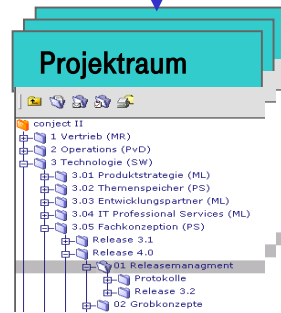 Projektraum
conject II
1 Vertrieb (MR)
2 Operations (PvD)
3 Technologie (SW)
3.01 Produktstrategie (ML)
3.02 Themenspeicher (PS)
3.03 Entwicklungspartner (ML)
3.04 IT Professional Services (ML)
3.05 Fachkonzeption (PS)
Release 3.1
Release 4.0
01 Releasemanagment
Protokolle
Release 3.2
02 Grobkonzepte